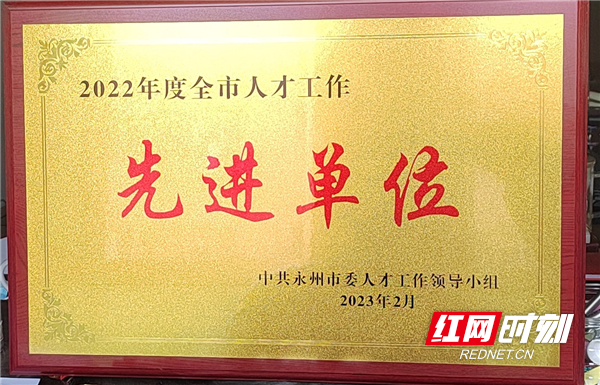 2022年度全市人才工作
先进单位
中共永州市委人才工作领导小组
2023年2月
红网时刻
REDNET.CN